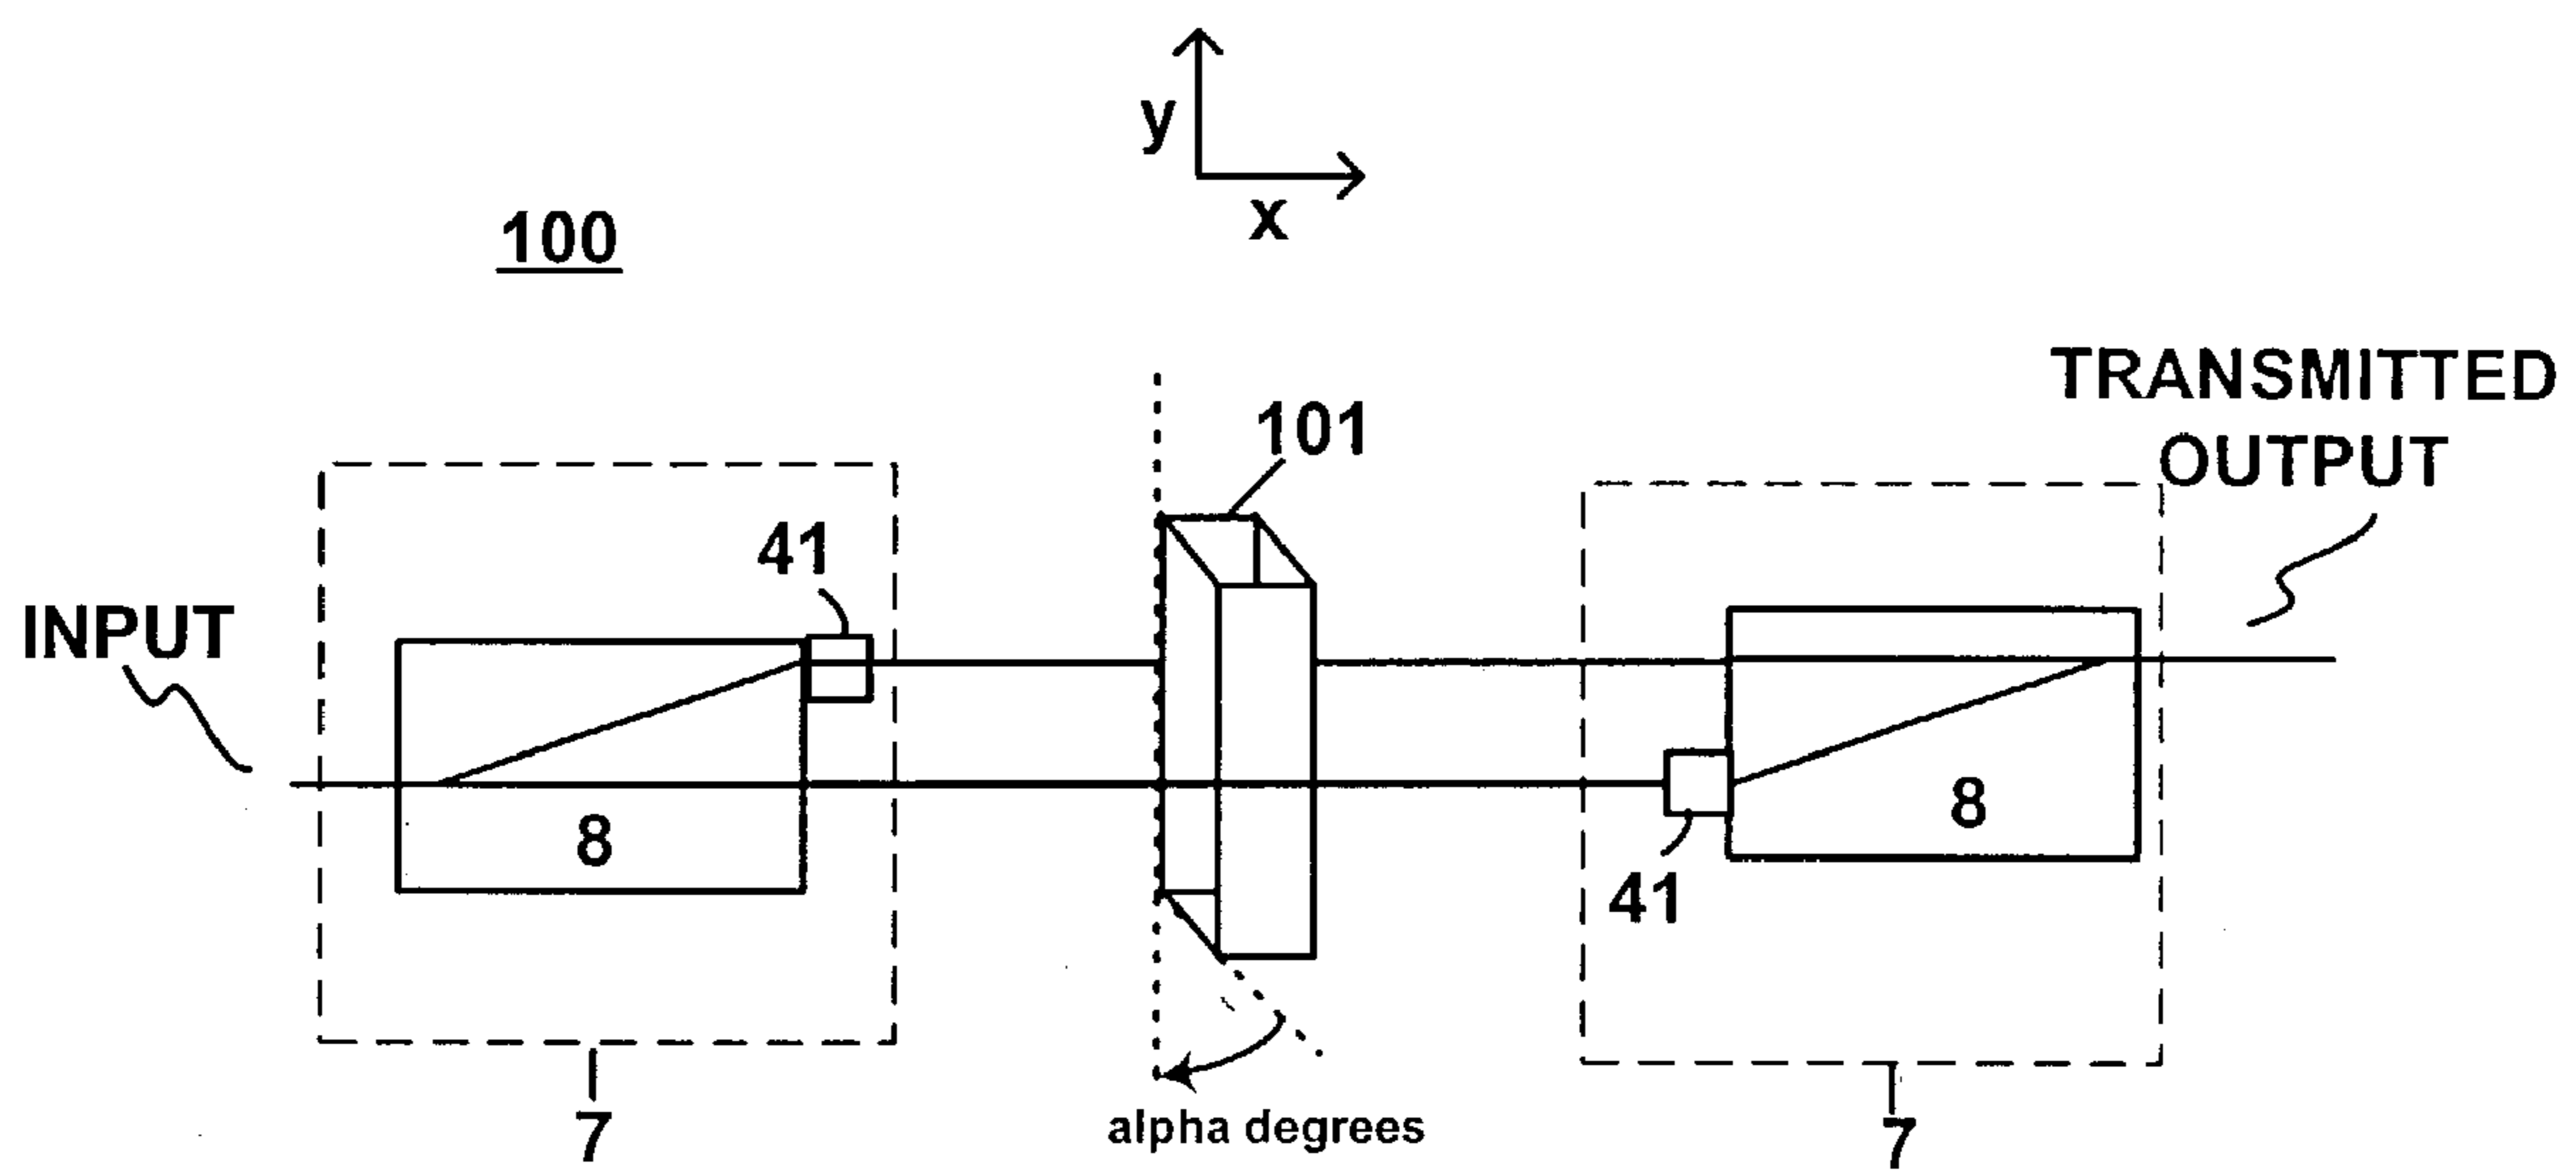 y
x
100
TRANSMITTED
OUTPUT
101
41
INPUT
8
8
41
alpha degrees
7
7